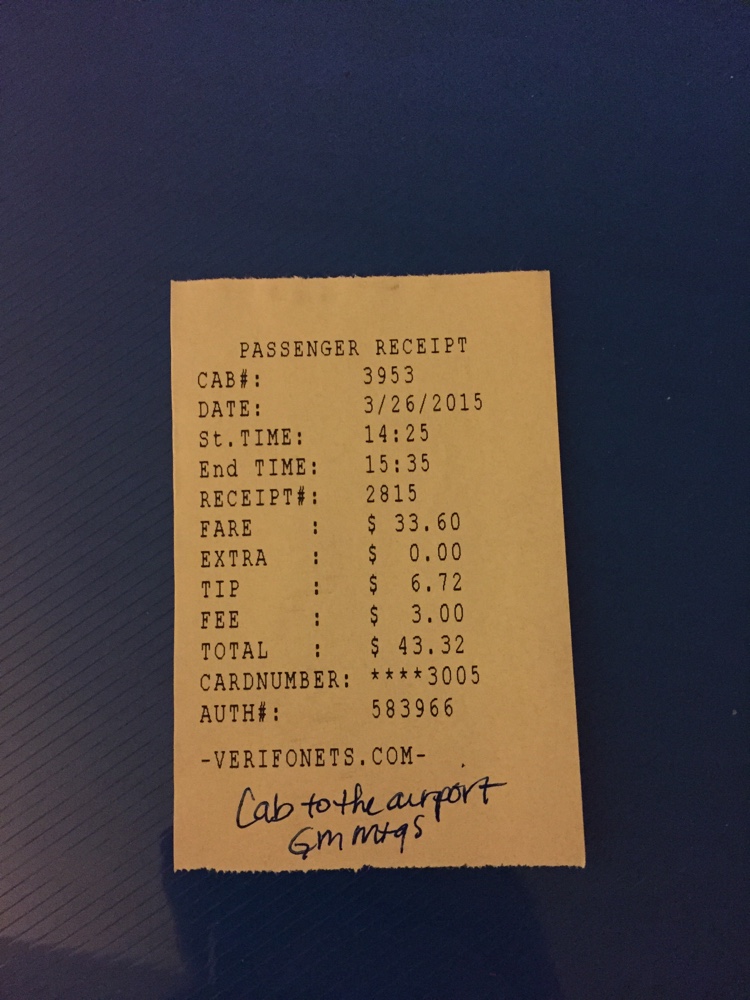 PASSENGER RECEIPT
CAB#: 3953
DATE: 3/26/2015
St.TIME: 14:25
End TIME: 15:35
RECEIPT#: 2815
FARE : $ 33.60
EXTRA : $ 0.00
TIP : $ 6.72
FEE : $ 3.00
TOTAL : $ 43.32
CARDNUMBER: ****3005
AUTH#: 583966
-VERIFONETS.COM-
Cab to the airport
GM mtgs